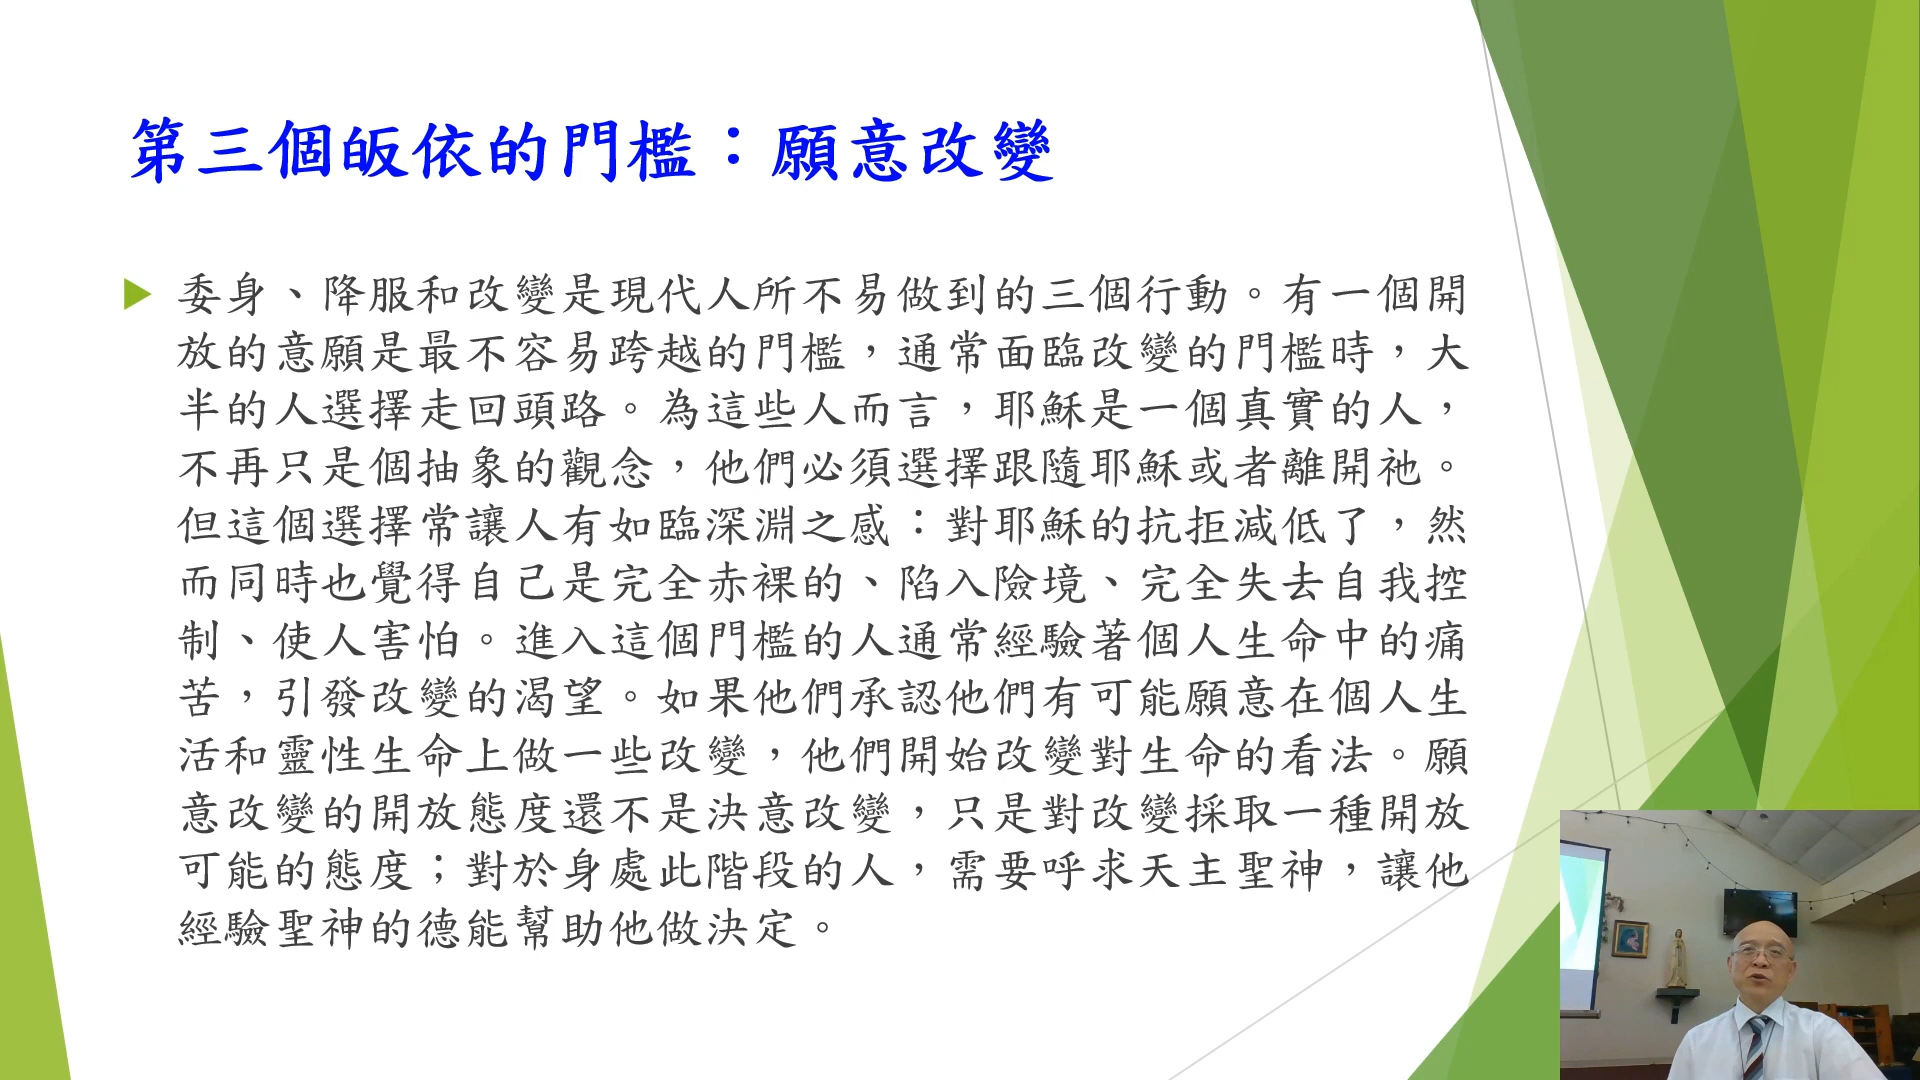 第三個皈依的門檻：願意改變
委身、降服和改變是現代人所不易做到的三個行動。有一個開
放的意願是最不容易跨越的門檻，通常面臨改變的門檻時，大
半的人選擇走回頭路。為這些人而言，耶穌是一個真實的人，
不再只是個抽象的觀念，他們必須選擇跟隨耶穌或者離開祂。
但這個選擇常讓人有如臨深淵之感：對耶穌的抗拒減低了，然
而同時也覺得自己是完全赤裸的、陷入險境、完全失去自我控
制、使人害怕。進入這個門檻的人通常經驗著個人生命中的痛
苦，引發改變的渴望。如果他們承認他們有可能願意在個人生
活和靈性生命上做一些改變，他們開始改變對生命的看法。願
意改變的開放態度還不是決意改變，只是對改變採取一種開放
可能的態度；對於身處此階段的人，需要呼求天主聖神，讓他
經驗聖神的德能幫助他做決定。